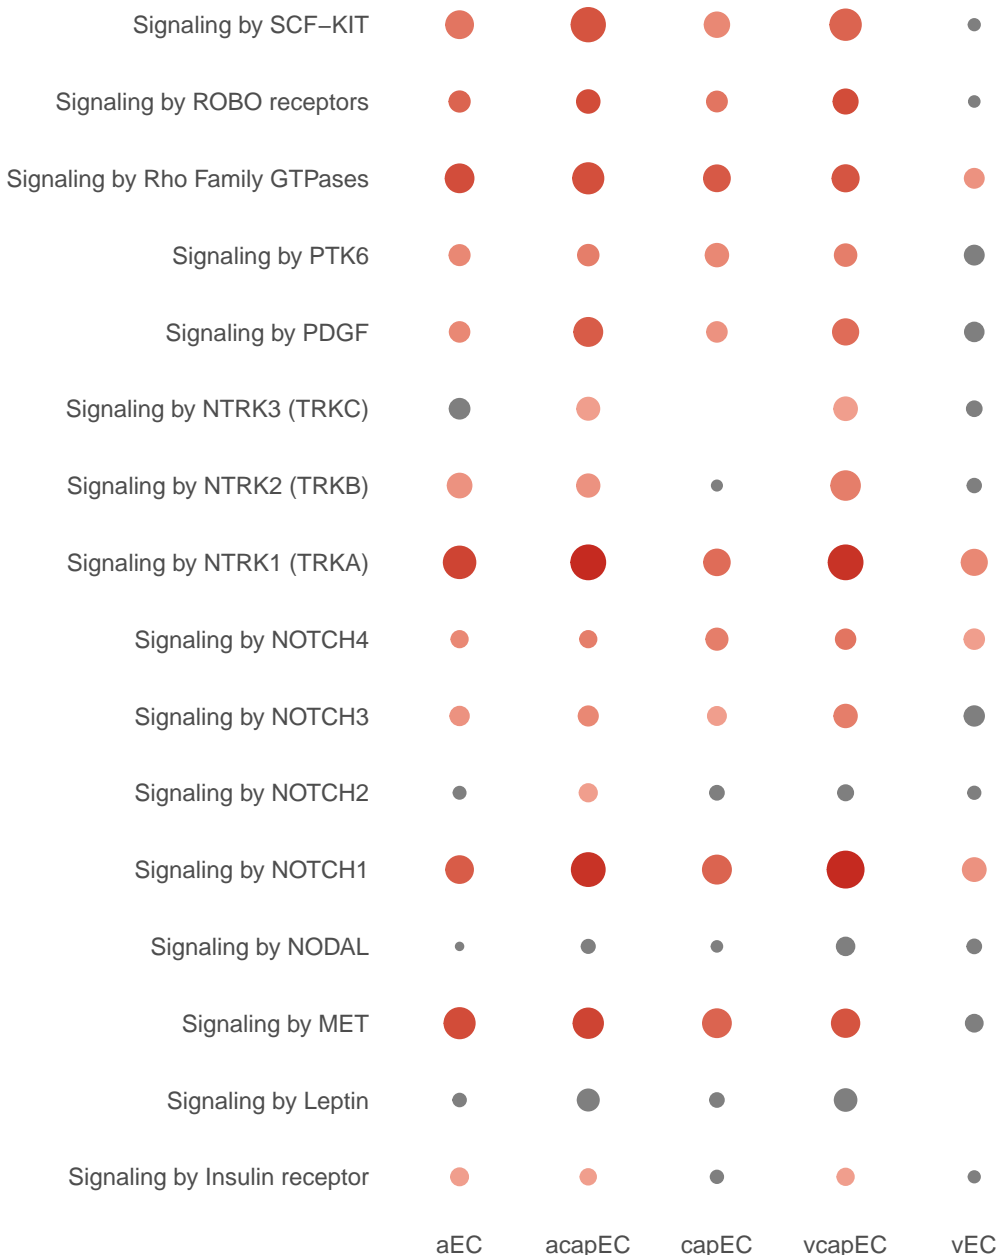 Signaling by SCF−KIT
Signaling by ROBO receptors
Signaling by Rho Family GTPases
Signaling by PTK6
Signaling by PDGF
Signaling by NTRK3 (TRKC)
Signaling by NTRK2 (TRKB)
Signaling by NTRK1 (TRKA)
Signaling by NOTCH4
Signaling by NOTCH3
Signaling by NOTCH2
Signaling by NOTCH1
Signaling by NODAL
Signaling by MET
Signaling by Leptin
Signaling by Insulin receptor
aEC acapEC capEC vcapEC vEC